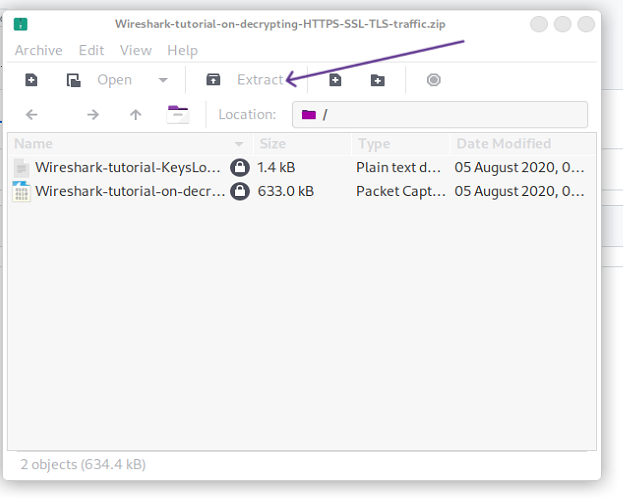 Wireshark-tutorial-on-decrypting-HTTPS-SSL-TLS-traffic.zip
Archive Edit View Help
Open Extract
Location: /
Name Size Type Date Modified
Wireshark-tutorial-KeysLo... 1.4 kB Plain text d... 05 August 2020, 0...
Wireshark-tutorial-on-decr... 633.0 kB Packet Capt... 05 August 2020, 0...
2 objects (634.4 kB)